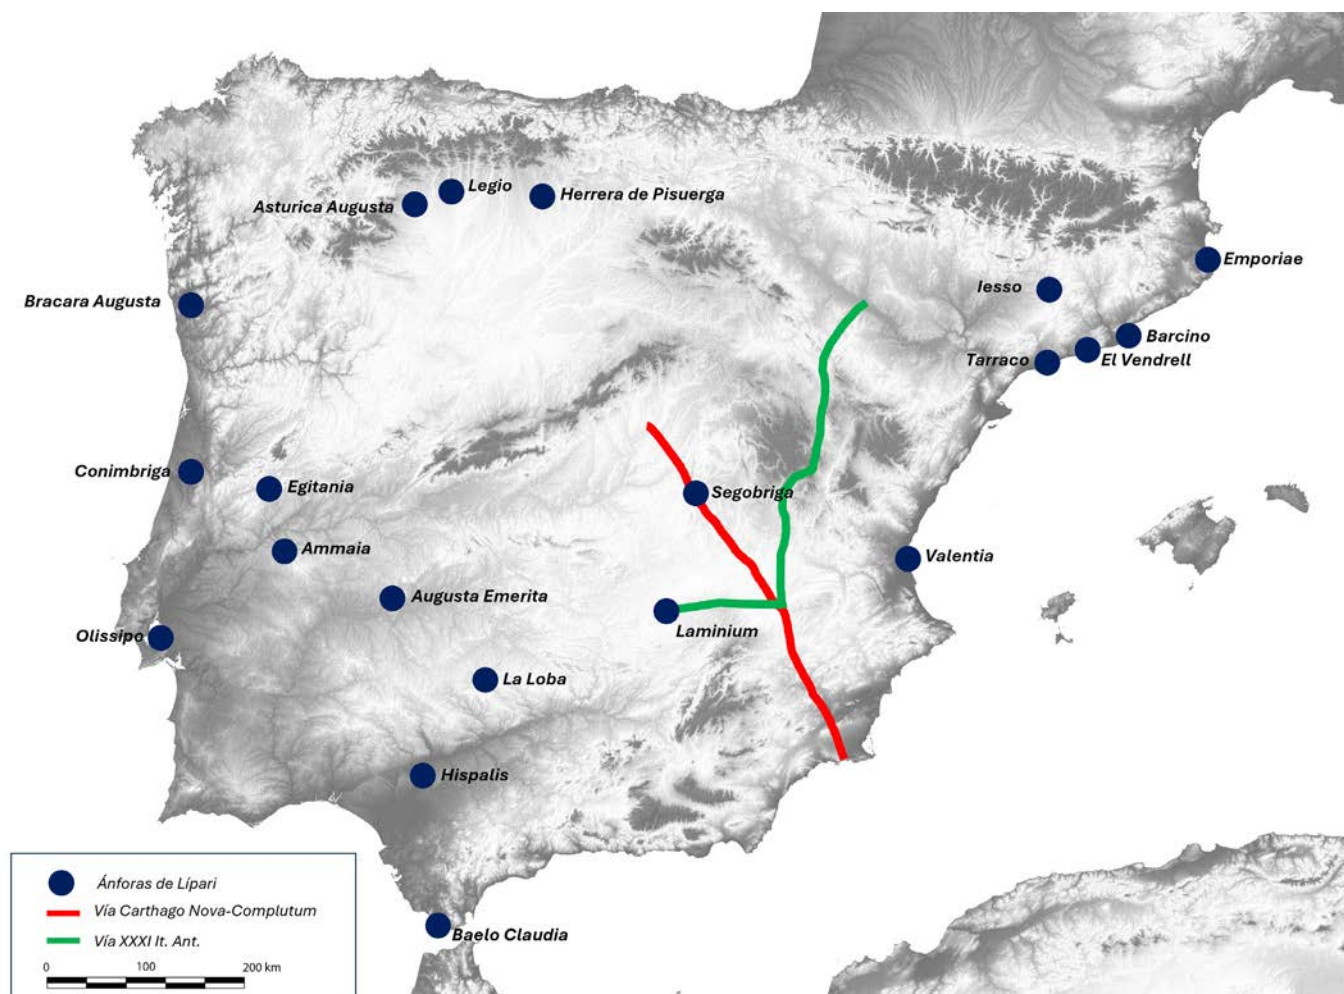 Legio
Herrera de Pisuerga
Asturica Augusta
Emporiae
Iesso
Bracara Augusta
Barcino
Tarraco
El Vendrell
Conimbriga
Egitania
Segobriga
Ammaia
Valentia
Augusta Emerita
Olissipo
Laminium
La Loba
Hispalis
Ánforas de Lípari
Vía Carthago Nova-Complutum
Vía XXXI It. Ant.
Baelo Claudia
0 100 200 km